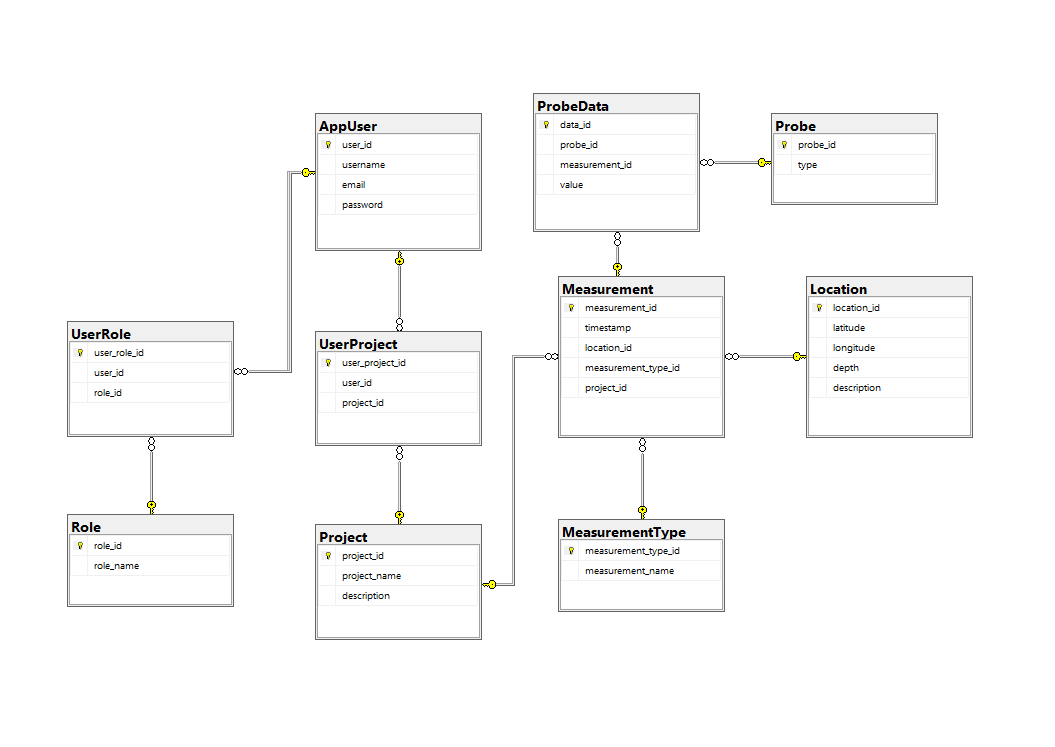 ProbeData
data_id
probe_id
measurement_id
value
AppUser
user_id
username
email
password
Probe
probe_id
type
Measurement
measurement_id
timestamp
location_id
measurement_type_id
project_id
Location
location_id
latitude
longitude
depth
description
UserRole
user_role_id
user_id
role_id
UserProject
user_project_id
user_id
project_id
Role
role_id
role_name
Project
project_id
project_name
description
MeasurementType
measurement_type_id
measurement_name